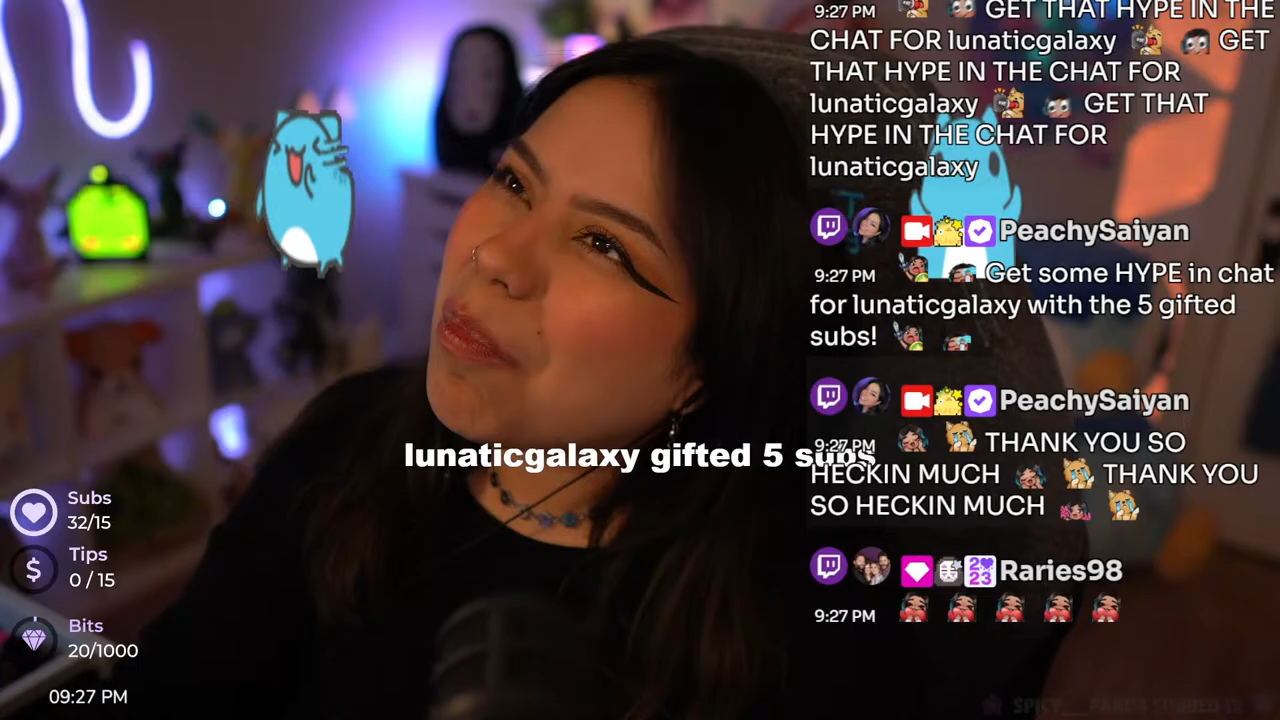 9:27 PM GET THAT HYPE IN THE
CHAT FOR lunaticgalaxy GET
THAT HYPE IN THE CHAT FOR
lunaticgalaxy GET THAT
HYPE IN THE CHAT FOR
lunaticgalaxy
PeachySaiyan
9:27 PM Get some HYPE in chat
for lunaticgalaxy with the 5 gifted
subs!
PeachySaiyan
9:27 PM THANK YOU SO
HECKIN MUCH THANK YOU
SO HECKIN MUCH
2023 Raries98
9:27 PM
lunaticgalaxy gifted 5 subs
Subs
32/15
Tips
0 / 15
Bits
20/1000
09:27 PM